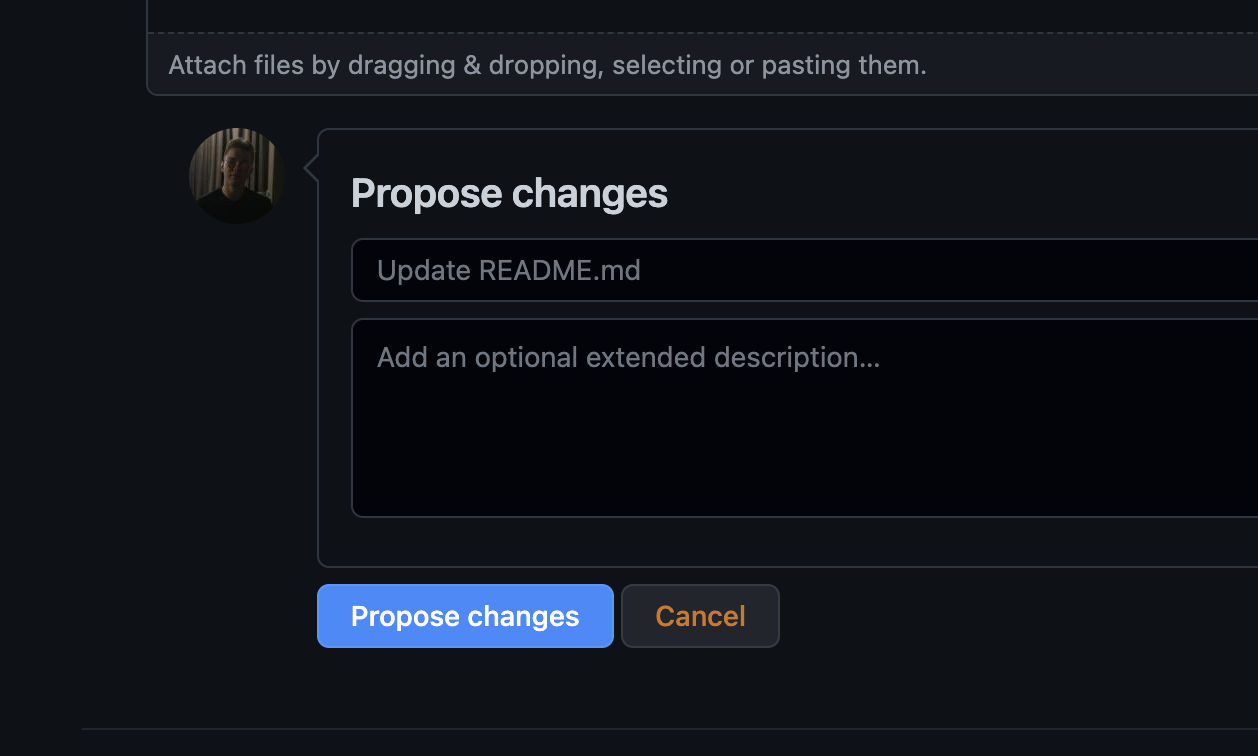 Attach files by dragging & dropping, selecting or pasting them.
Propose changes
Update README.md
Add an optional extended description...
Propose changes
Cancel